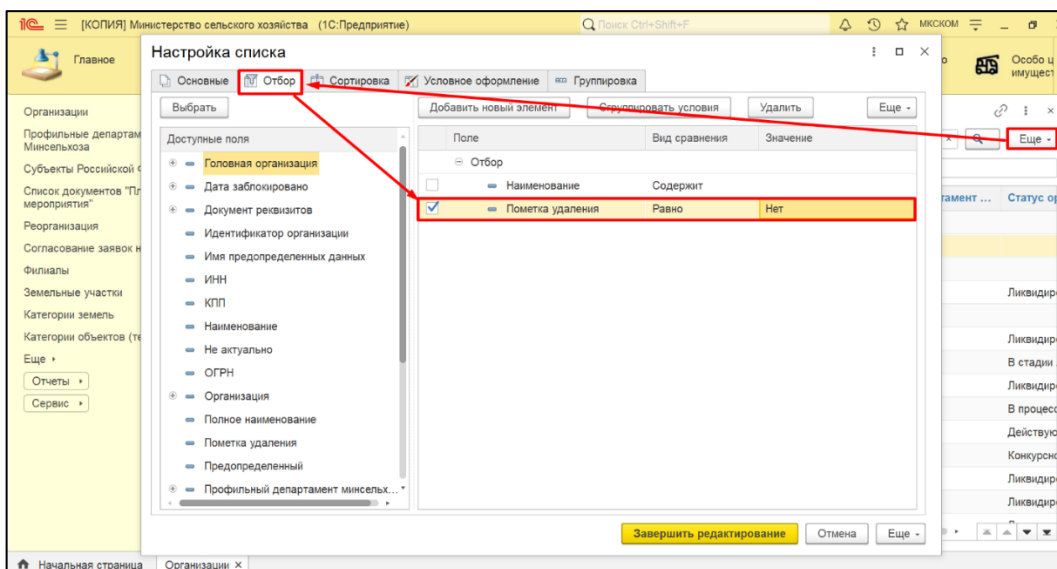 1С [КОПИЯ] Министерство сельского хозяйства (1С:Предприятие)
Поиск Ctrl+Shift+F
МКСКОМ
Главное
Особо ц
имущест
Организации
Профильные департам
Минсельхоза
Субъекты Российской
Список документов "Пл
мероприятия"
Реорганизация
Согласование заявок н
Филиалы
Земельные участки
Категории земель
Категории объектов (те
Еще
Отчеты
Сервис
Настройка списка
Основные
Отбор
Сортировка
Условное оформление
Группировка
Выбрать
Добавить новый элемент
Сгруппировать условия
Удалить
Еще
Доступные поля
Головная организация
Дата заблокировано
Документ реквизитов
Идентификатор организации
Имя предопределенных данных
ИНН
КПП
Наименование
Не актуально
ОГРН
Организация
Полное наименование
Пометка удаления
Предопределенный
Профильный департамент минсельх...
Поле Вид сравнения Значение
Отбор
Наименование Содержит
Пометка удаления Равно Нет
Завершить редактирование
Отмена
Еще
Еще
тамент ... Статус ор
Ликвидир
Ликвидир
В стадии
Ликвидир
В процесс
Действую
Конкурсно
Ликвидир
Ликвидир
Начальная страница
Организации